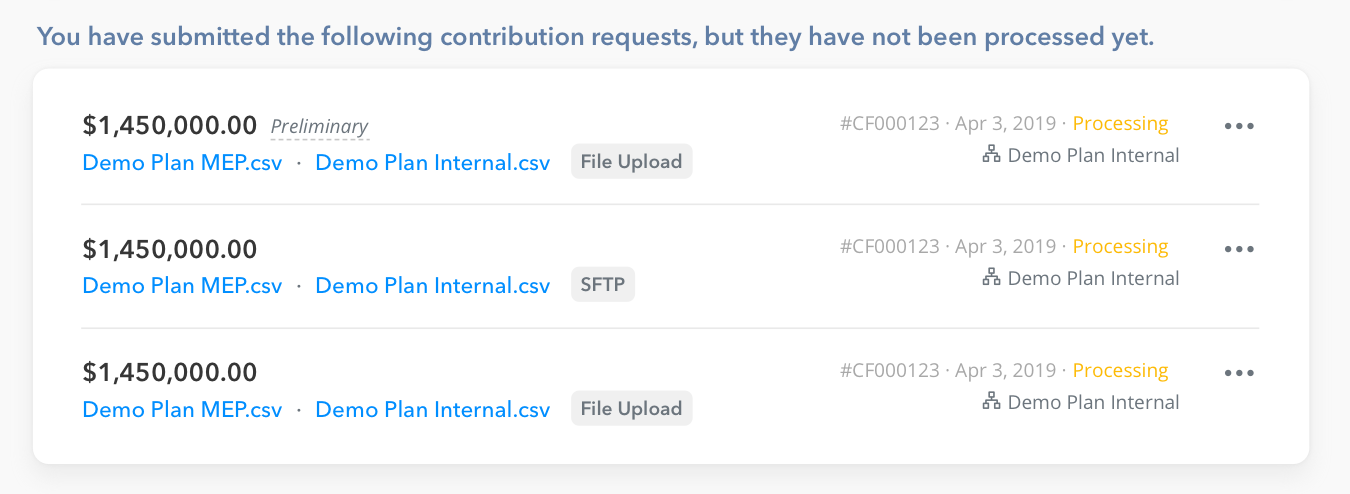 You have submitted the following contribution requests, but they have not been processed yet.
$1,450,000.00 Preliminary
#CF000123 · Apr 3, 2019 · Processing
Demo Plan MEP.csv · Demo Plan Internal.csv File Upload
Demo Plan Internal
$1,450,000.00
#CF000123 · Apr 3, 2019 · Processing
Demo Plan MEP.csv · Demo Plan Internal.csv SFTP
Demo Plan Internal
$1,450,000.00
#CF000123 · Apr 3, 2019 · Processing
Demo Plan MEP.csv · Demo Plan Internal.csv File Upload
Demo Plan Internal